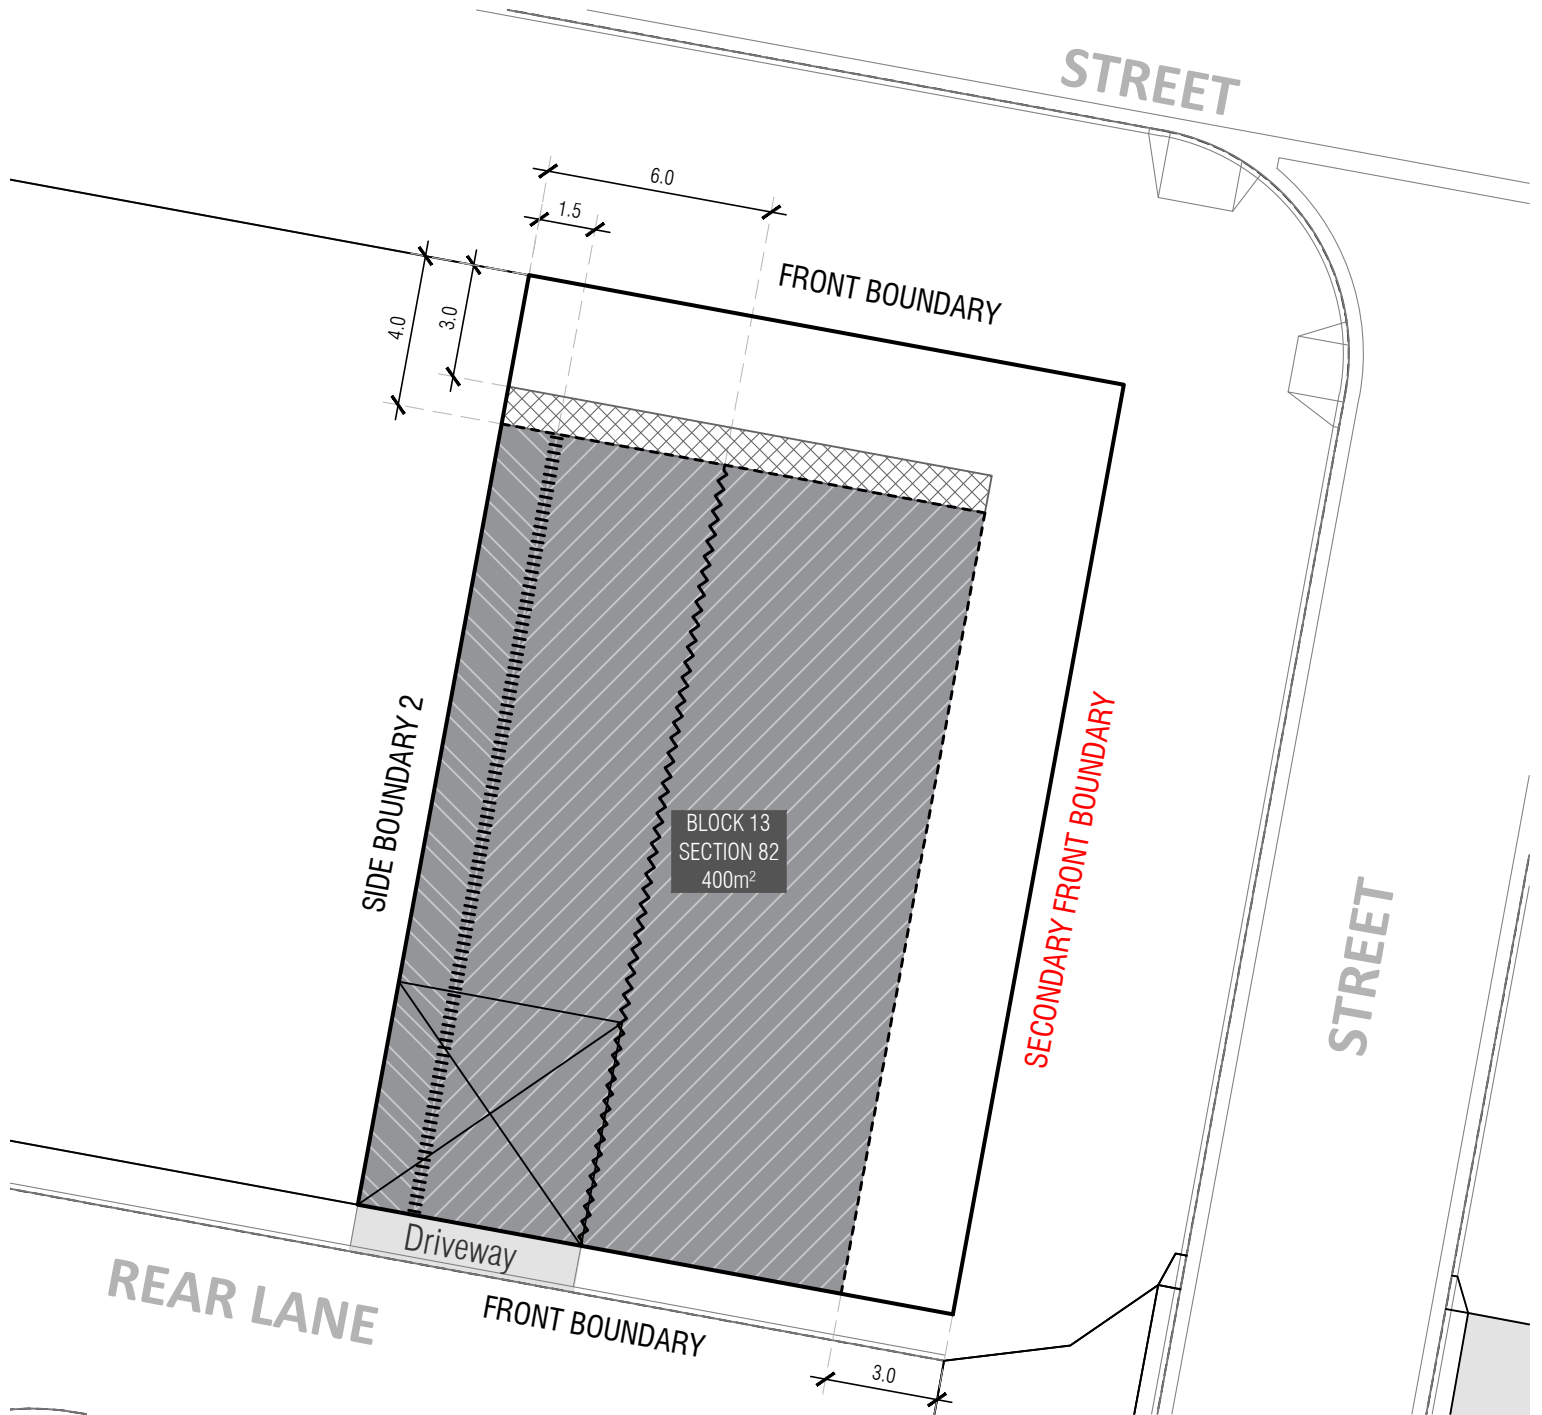 STREET
6.0
1.5
FRONT BOUNDARY
4.0
3.0
SIDE BOUNDARY 2
BLOCK 13
SECTION 82
400m²
SECONDARY FRONT BOUNDARY
STREET
Driveway
REAR LANE
FRONT BOUNDARY
3.0